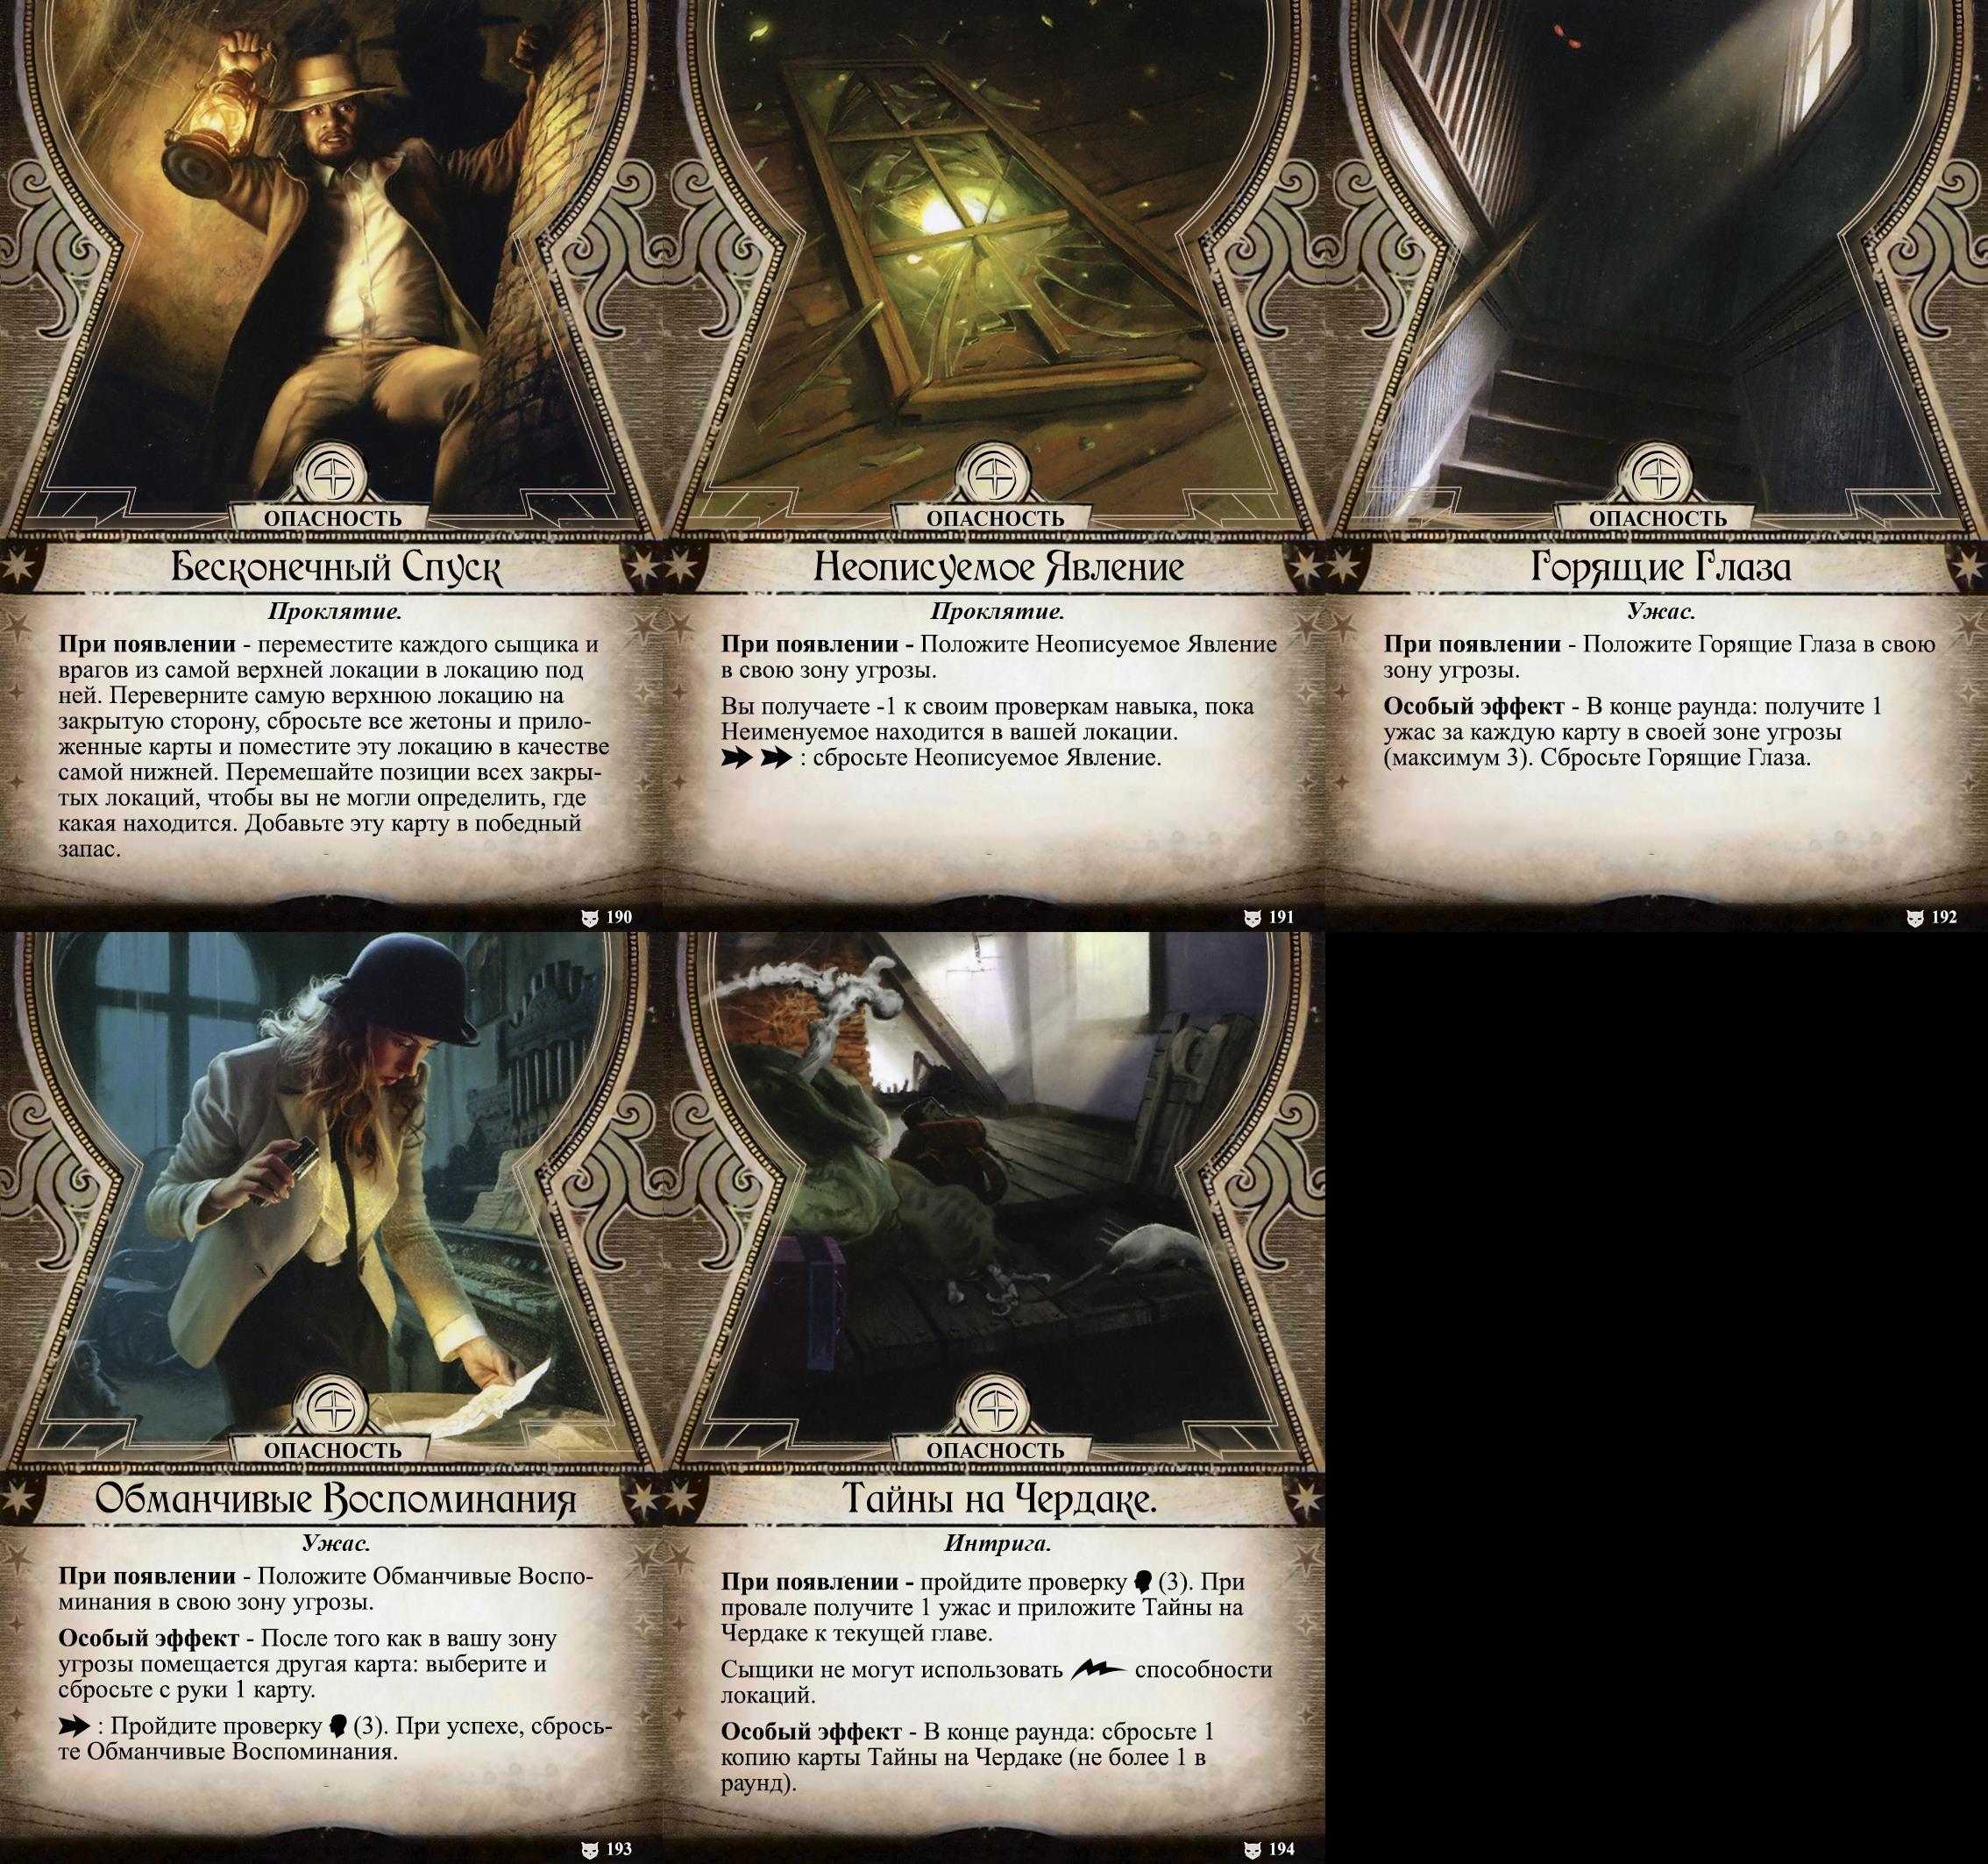 ОПАСНОСТЬ
Бесконечный Спуск
Проклятие.
При появлении - переместите каждого сыщика и
врагов из самой верхней локации в локацию под
ней. Переверните самую верхнюю локацию на
закрытую сторону, сбросьте все жетоны и прило-
женные карты и поместите эту локацию в качестве
самой нижней. Перемешайте позиции всех закры-
тых локаций, чтобы вы не могли определить, где
какая находится. Добавьте эту карту в победный
запас.
190
ОПАСНОСТЬ
Неописуемое Явление
Проклятие.
При появлении - Положите Неописуемое Явление
в свою зону угрозы.
Вы получаете -1 к своим проверкам навыка, пока
Неименуемое находится в вашей локации.
: сбросьте Неописуемое Явление.
191
ОПАСНОСТЬ
Горящие Глаза
Ужас.
При появлении - Положите Горящие Глаза в свою
зону угрозы.
Особый эффект - В конце раунда: получите 1
ужас за каждую карту в своей зоне угрозы
(максимум 3). Сбросьте Горящие Глаза.
192
ОПАСНОСТЬ
Обманчивые Воспоминания
Ужас.
При появлении - Положите Обманчивые Воспо-
минания в свою зону угрозы.
Особый эффект - После того как в вашу зону
угрозы помещается другая карта: выберите и
сбросьте с руки 1 карту.
: Пройдите проверку (3). При успехе, сбрось-
те Обманчивые Воспоминания.
193
ОПАСНОСТЬ
Тайны на Чердаке.
Интрига.
При появлении - пройдите проверку (3). При
провале получите 1 ужас и приложите Тайны на
Чердаке к текущей главе.
Сыщики не могут использовать способности
локаций.
Особый эффект - В конце раунда: сбросьте 1
копию карты Тайны на Чердаке (не более 1 в
раунд).
194